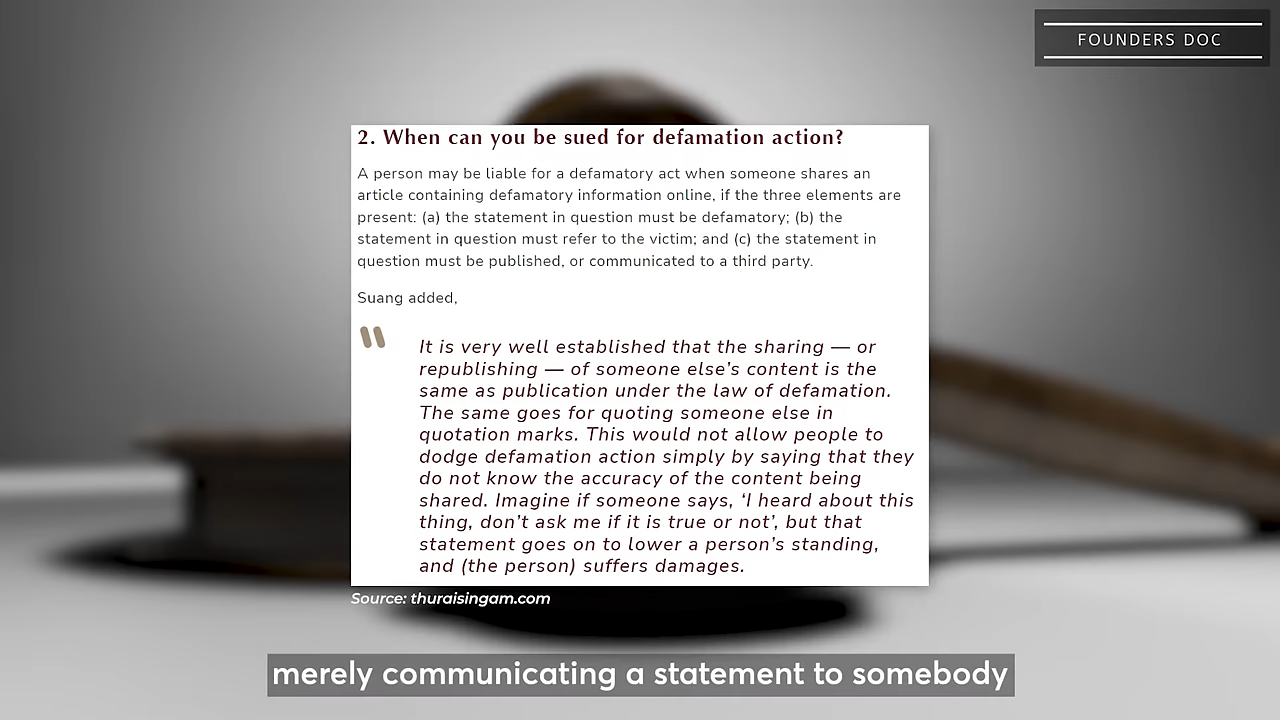 FOUNDERS DOC
2. When can you be sued for defamation action?
A person may be liable for a defamatory act when someone shares an
article containing defamatory information online, if the three elements are
present: (a) the statement in question must be defamatory; (b) the
statement in question must refer to the victim; and (c) the statement in
question must be published, or communicated to a third party.
Suang added,
"
It is very well established that the sharing — or
republishing — of someone else’s content is the
same as publication under the law of defamation.
The same goes for quoting someone else in
quotation marks. This would not allow people to
dodge defamation action simply by saying that they
do not know the accuracy of the content being
shared. Imagine if someone says, ‘I heard about this
thing, don’t ask me if it is true or not’, but that
statement goes on to lower a person’s standing,
and (the person) suffers damages.
Source: thuraisingam.com
merely communicating a statement to somebody